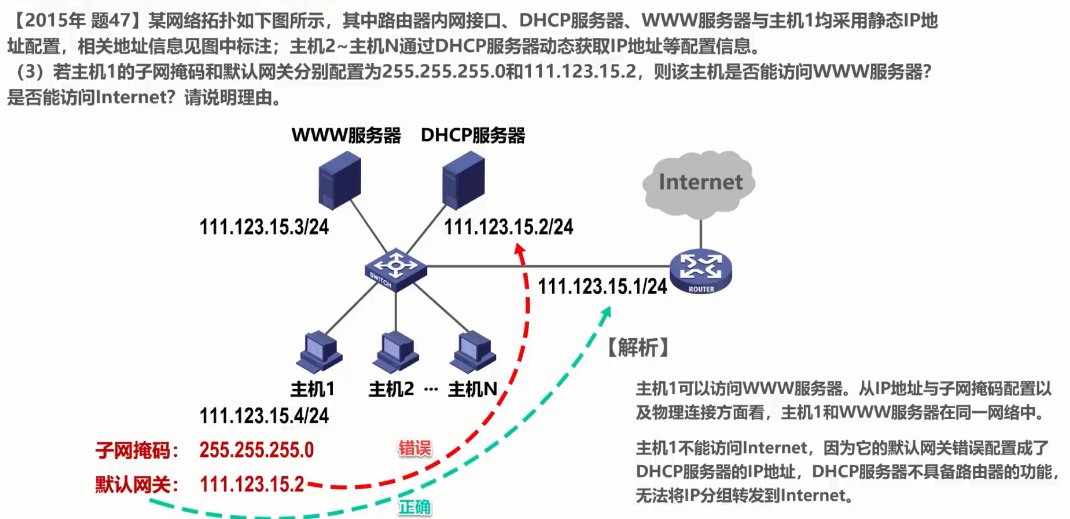 【2015年 题47】某网络拓扑如下图所示，其中路由器内网接口、DHCP服务器、WWW服务器与主机1均采用静态IP地
址配置，相关地址信息见图中标注；主机2~主机N通过DHCP服务器动态获取IP地址等配置信息。
（3）若主机1的子网掩码和默认网关分别配置为255.255.255.0和111.123.15.2，则该主机是否能访问WWW服务器？
是否能访问Internet？请说明理由。
WWW服务器 DHCP服务器
Internet
111.123.15.3/24 111.123.15.2/24
SWITCH
111.123.15.1/24
ROUTER
【解析】
主机1 主机2 ··· 主机N
111.123.15.4/24
子网掩码： 255.255.255.0
错误
默认网关： 111.123.15.2
正确
主机1可以访问WWW服务器。从IP地址与子网掩码配置以
及物理连接方面看，主机1和WWW服务器在同一网络中。
主机1不能访问Internet，因为它的默认网关错误配置成了
DHCP服务器的IP地址，DHCP服务器不具备路由器的功能，
无法将IP分组转发到Internet。